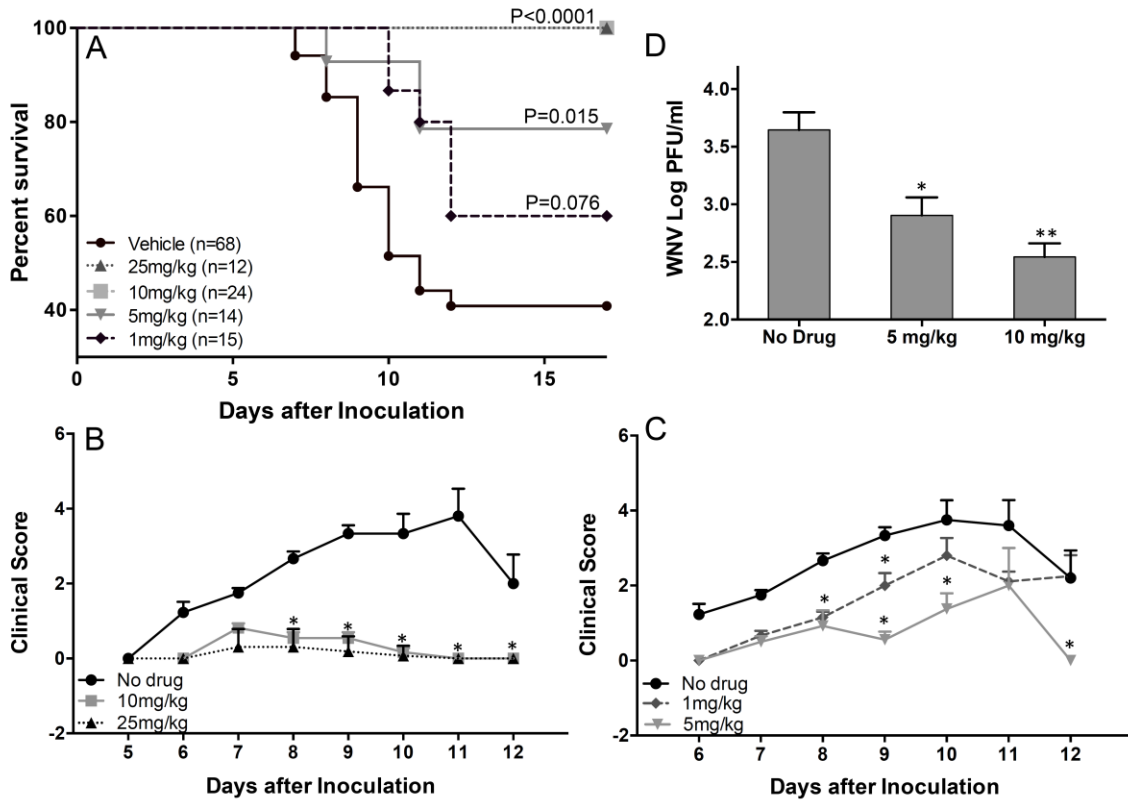 A
100
80
60
40
Percent survival
P<0.0001
P=0.015
P=0.076
Vehicle (n=68)
25mg/kg (n=12)
10mg/kg (n=24)
5mg/kg (n=14)
1mg/kg (n=15)
0 5 10 15
Days after Inoculation
D
4.0
3.5
3.0
2.5
2.0
WNV Log PFU/ml
*
**
No Drug 5 mg/kg 10 mg/kg
B
6
4
2
0
-2
Clinical Score
* * * * *
No drug
10mg/kg
25mg/kg
5 6 7 8 9 10 11 12
Days after Inoculation
C
6
4
2
0
-2
Clinical Score
* * * * *
No drug
1mg/kg
5mg/kg
6 7 8 9 10 11 12
Days after Inoculation